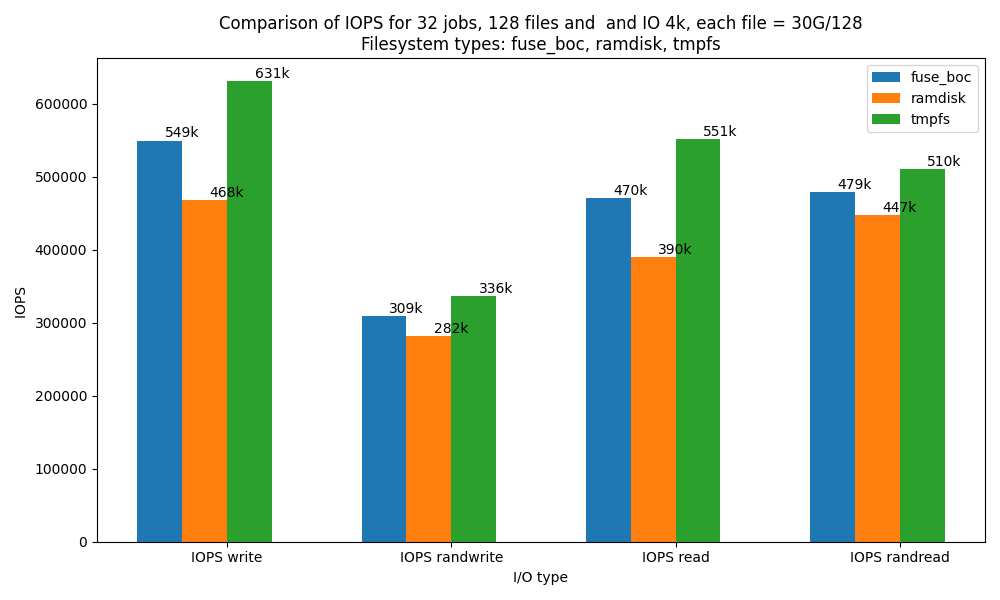 Comparison of IOPS for 32 jobs, 128 files and  and IO 4k, each file = 30G/128
Filesystem types: fuse_boc, ramdisk, tmpfs
fuse_boc
ramdisk
tmpfs
631k
549k
468k
309k
282k
336k
470k
390k
551k
479k
447k
510k
IOPS
600000
500000
400000
300000
200000
100000
0
IOPS write
IOPS randwrite
IOPS read
IOPS randread
I/O type